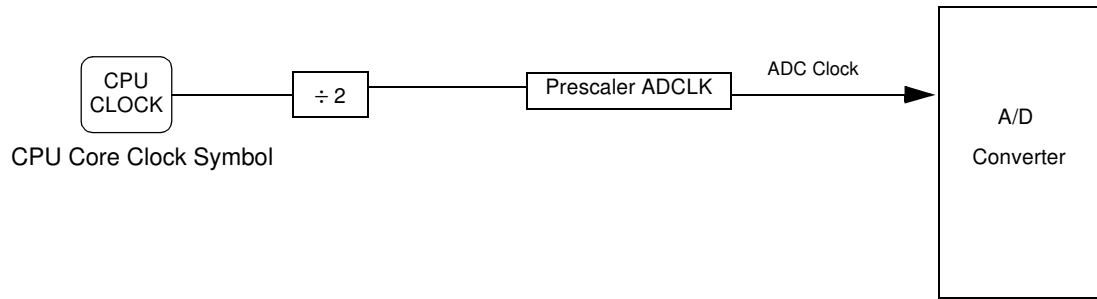 CPU
CLOCK
÷ 2
Prescaler ADCLK
ADC Clock
A/D
Converter
CPU Core Clock Symbol